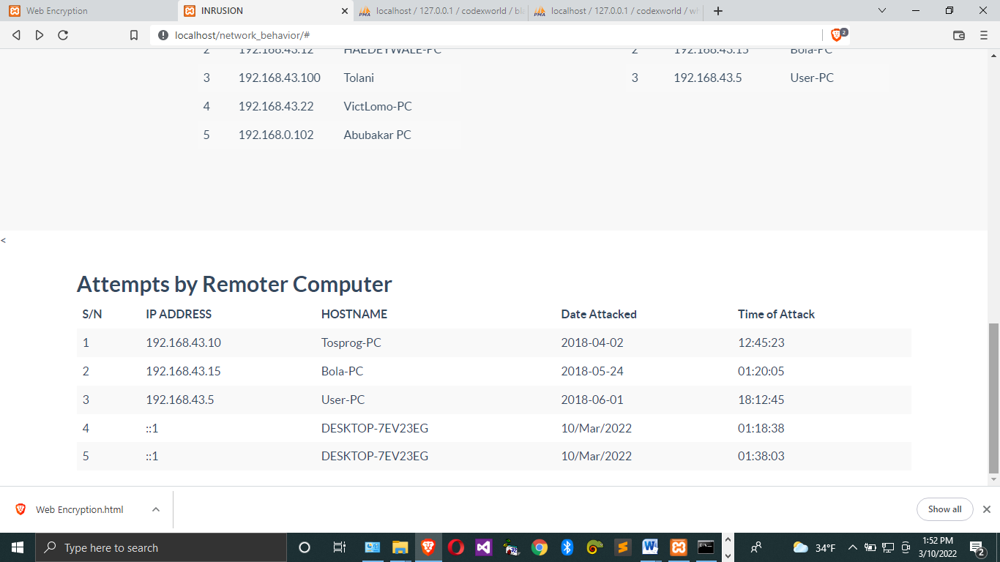 Web Encryption
INRUSION
localhost / 127.0.0.1 / codexworld / bla
localhost / 127.0.0.1 / codexworld / wh
localhost/network_behavior/#
2
2 192.168.43.12 HAEDEYWALE-PC
2 192.168.43.15 Bola-PC
3 192.168.43.100 Tolani
3 192.168.43.5 User-PC
4 192.168.43.22 VictLomo-PC
5 192.168.0.102 Abubakar PC
<
Attempts by Remoter Computer
S/N IP ADDRESS HOSTNAME Date Attacked Time of Attack
1 192.168.43.10 Tosprog-PC 2018-04-02 12:45:23
2 192.168.43.15 Bola-PC 2018-05-24 01:20:05
3 192.168.43.5 User-PC 2018-06-01 18:12:45
4 ::1 DESKTOP-7EV23EG 10/Mar/2022 01:18:38
5 ::1 DESKTOP-7EV23EG 10/Mar/2022 01:38:03
Web Encryption.html
Show all
Type here to search
34°F
1:52 PM
3/10/2022
2